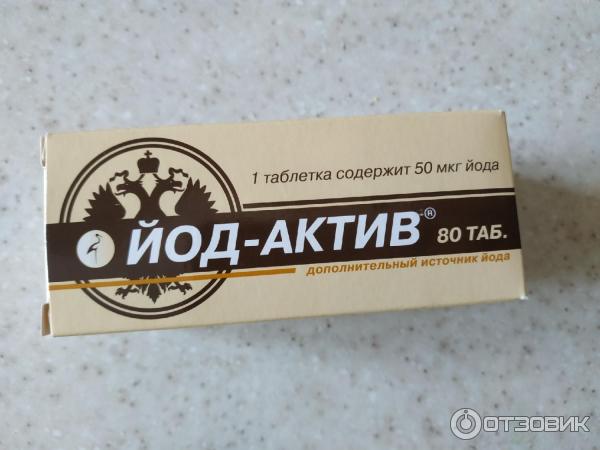 1 таблетка содержит 50 мкг йода
ЙОД-АКТИВ® 80 ТАБ.
дополнительный источник йода
ОТЗОВИК